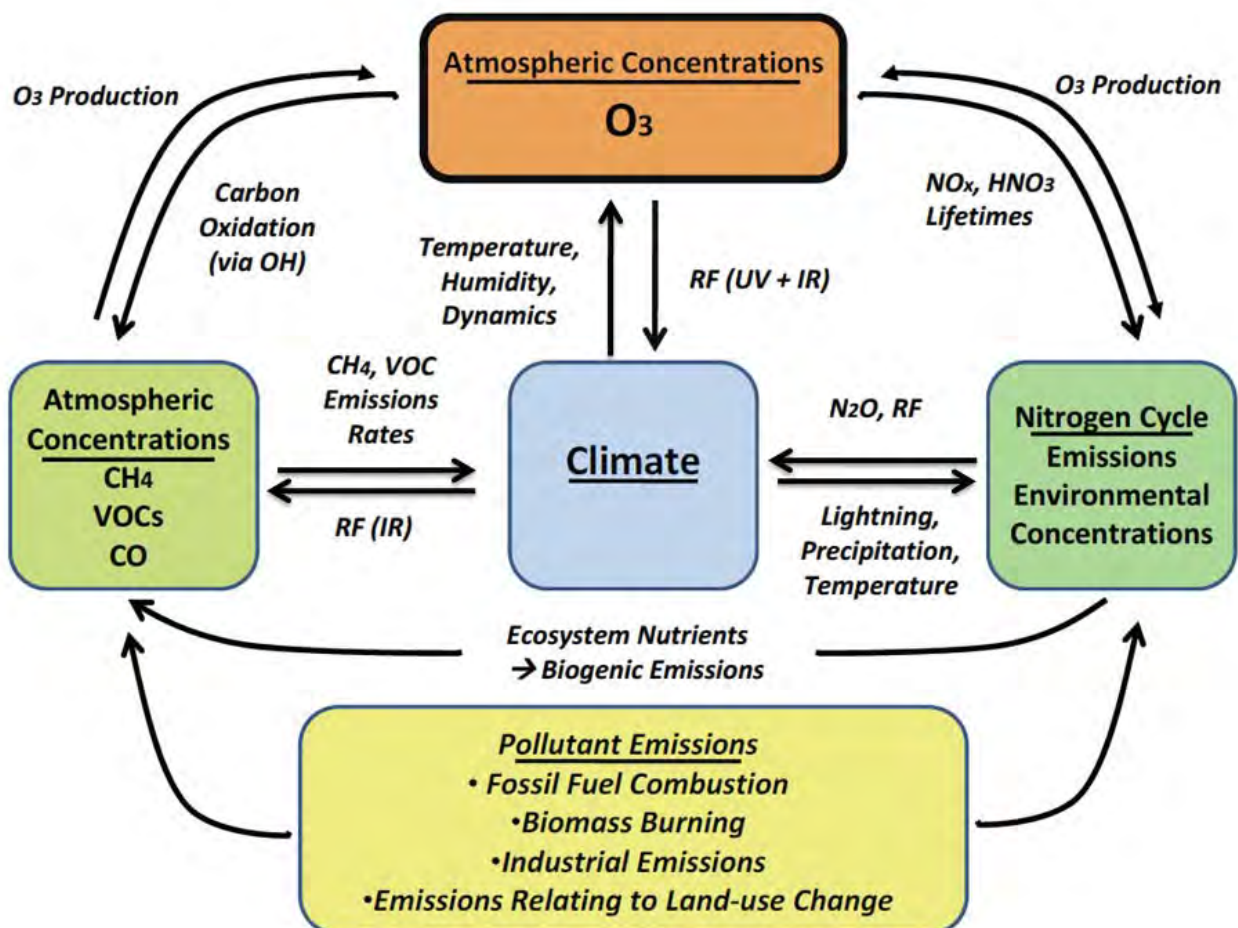 Atmospheric Concentrations
O3
O3 Production
O3 Production
Carbon
Oxidation
(via OH)
NOx, HNO3
Lifetimes
Temperature,
Humidity,
Dynamics
RF (UV + IR)
Atmospheric
Concentrations
CH4
VOCs
CO
CH4, VOC
Emissions
Rates
RF (IR)
Climate
N2O, RF
Lightning,
Precipitation,
Temperature
Nitrogen Cycle
Emissions
Environmental
Concentrations
Ecosystem Nutrients
→ Biogenic Emissions
Pollutant Emissions
• Fossil Fuel Combustion
•Biomass Burning
•Industrial Emissions
•Emissions Relating to Land-use Change